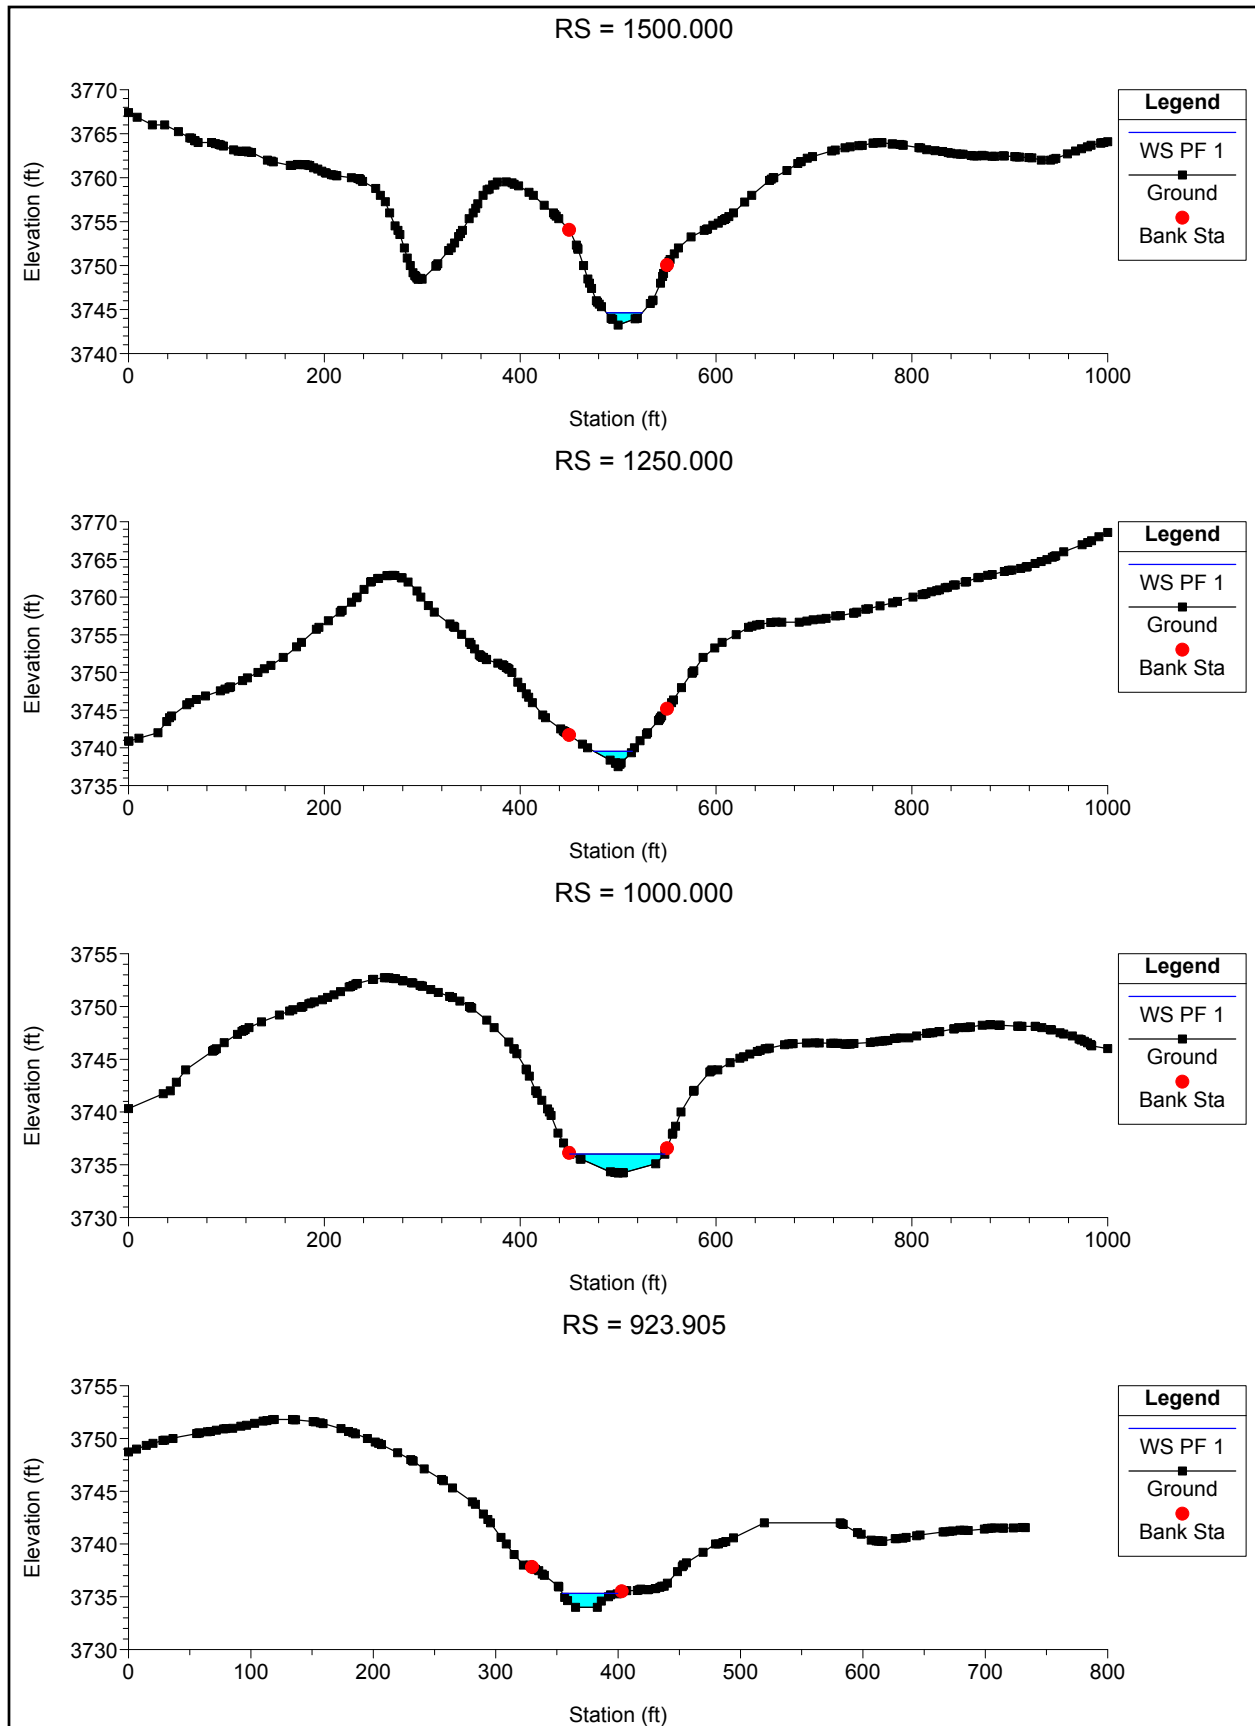 RS = 1500.000
3770
3765
3760
3755
3750
3745
3740
Elevation (ft)
0 200 400 600 800 1000
Station (ft)
Legend
WS PF 1
Ground
Bank Sta
RS = 1250.000
3770
3765
3760
3755
3750
3745
3740
3735
Elevation (ft)
0 200 400 600 800 1000
Station (ft)
Legend
WS PF 1
Ground
Bank Sta
RS = 1000.000
3755
3750
3745
3740
3735
3730
Elevation (ft)
0 200 400 600 800 1000
Station (ft)
Legend
WS PF 1
Ground
Bank Sta
RS = 923.905
3755
3750
3745
3740
3735
3730
Elevation (ft)
0 100 200 300 400 500 600 700 800
Station (ft)
Legend
WS PF 1
Ground
Bank Sta